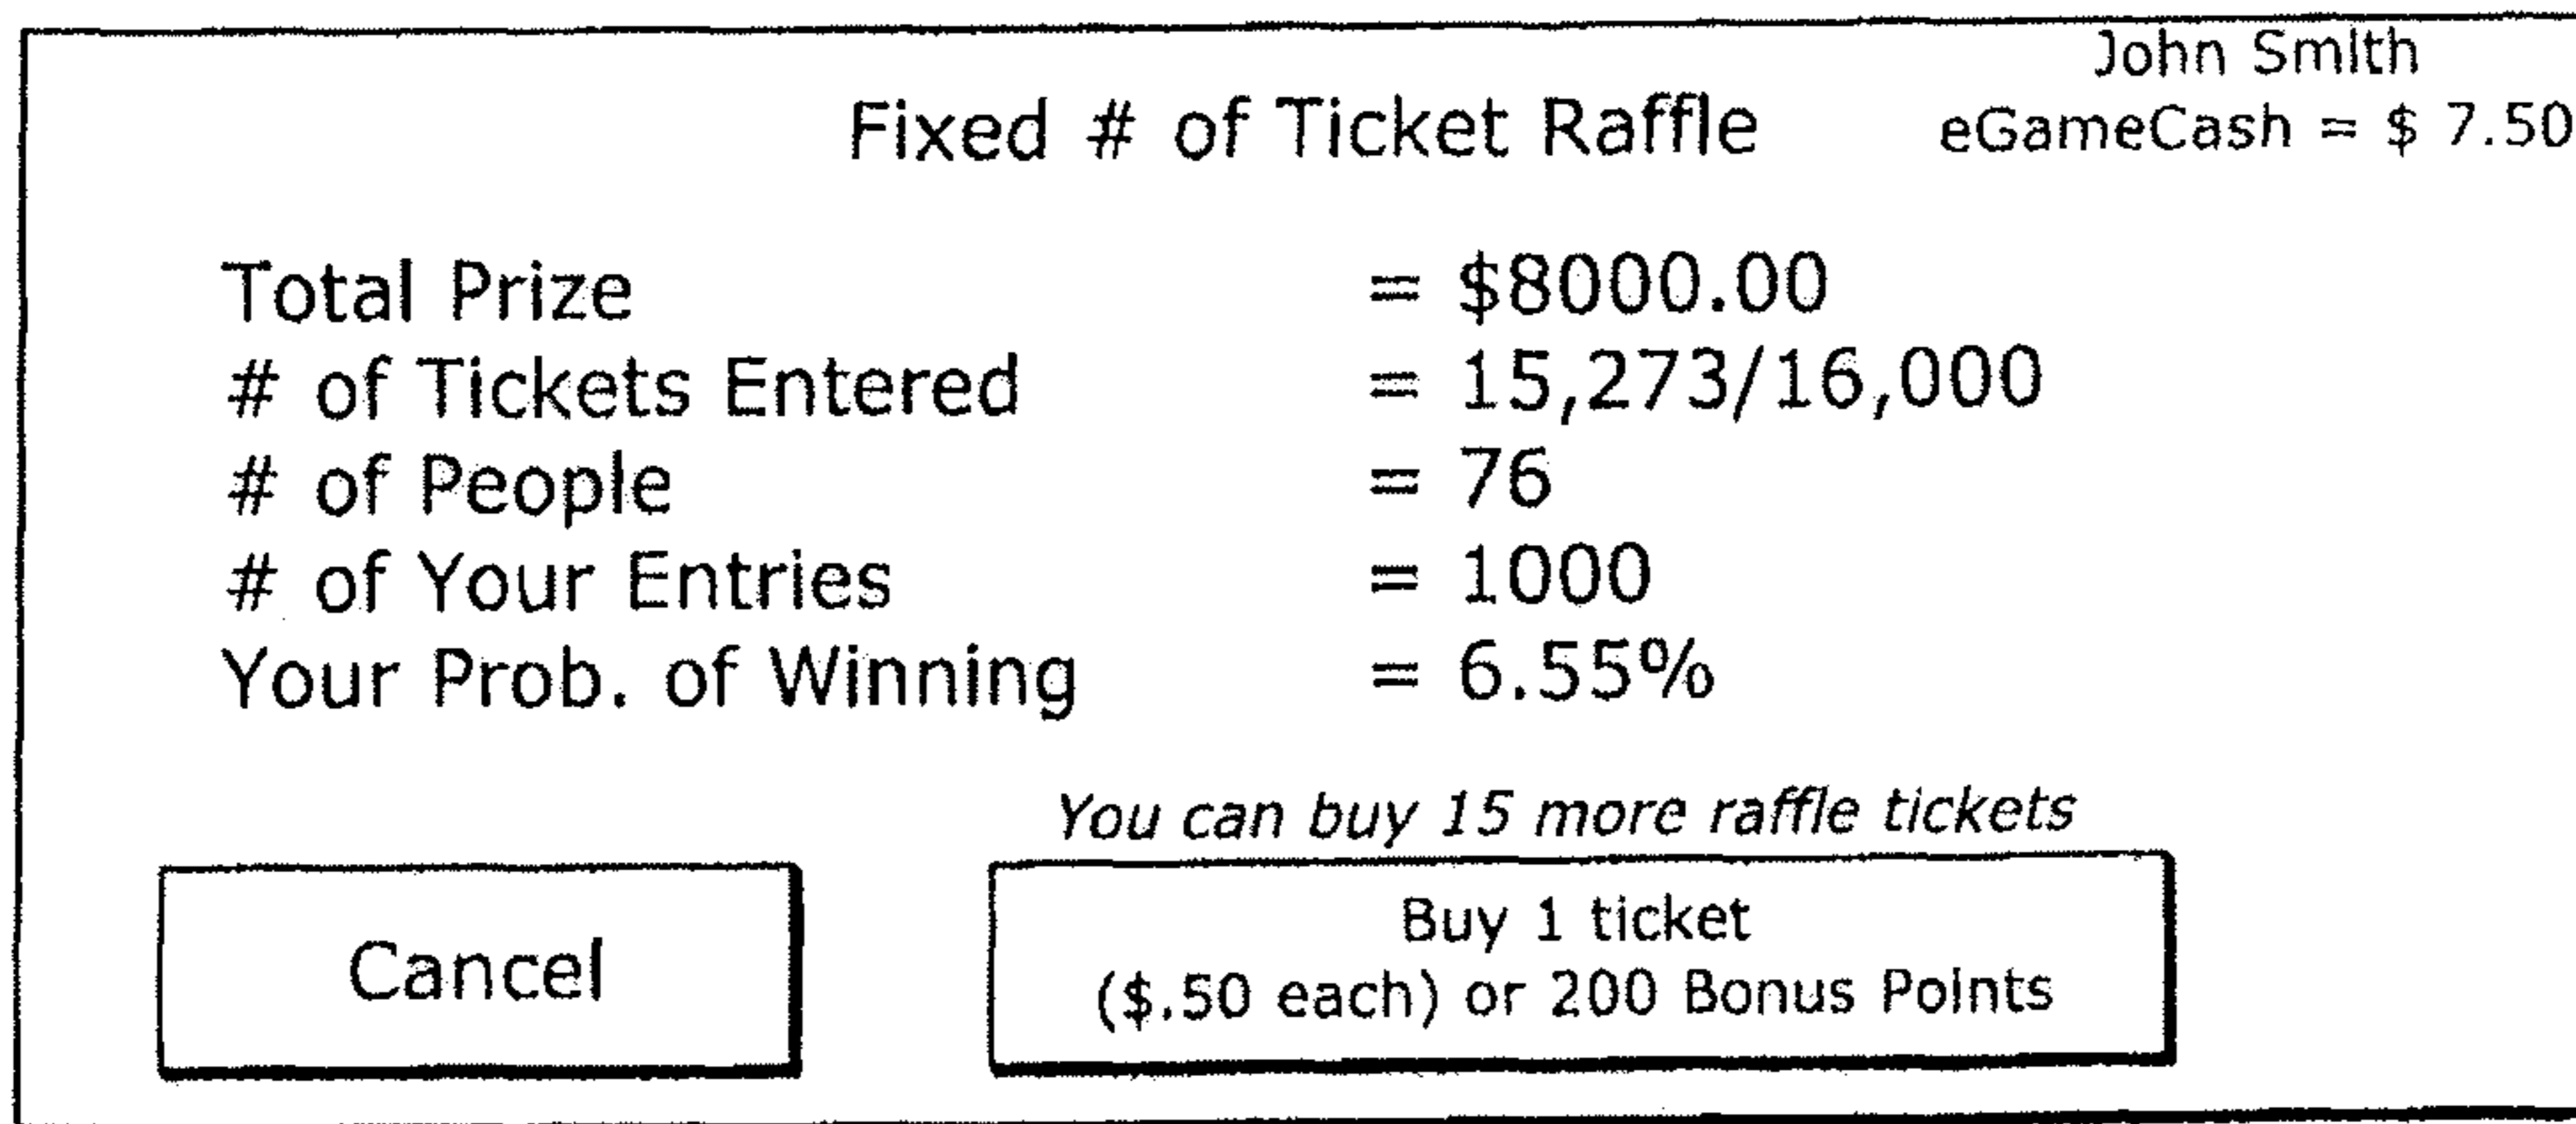 John Smith
Fixed # of Ticket Raffle
eGameCash = $ 7.50
Total Prize = $8000.00
# of Tickets Entered = 15,273/16,000
# of People = 76
# of Your Entries = 1000
Your Prob. of Winning = 6.55%
You can buy 15 more raffle tickets
Cancel
Buy 1 ticket
($.50 each) or 200 Bonus Points